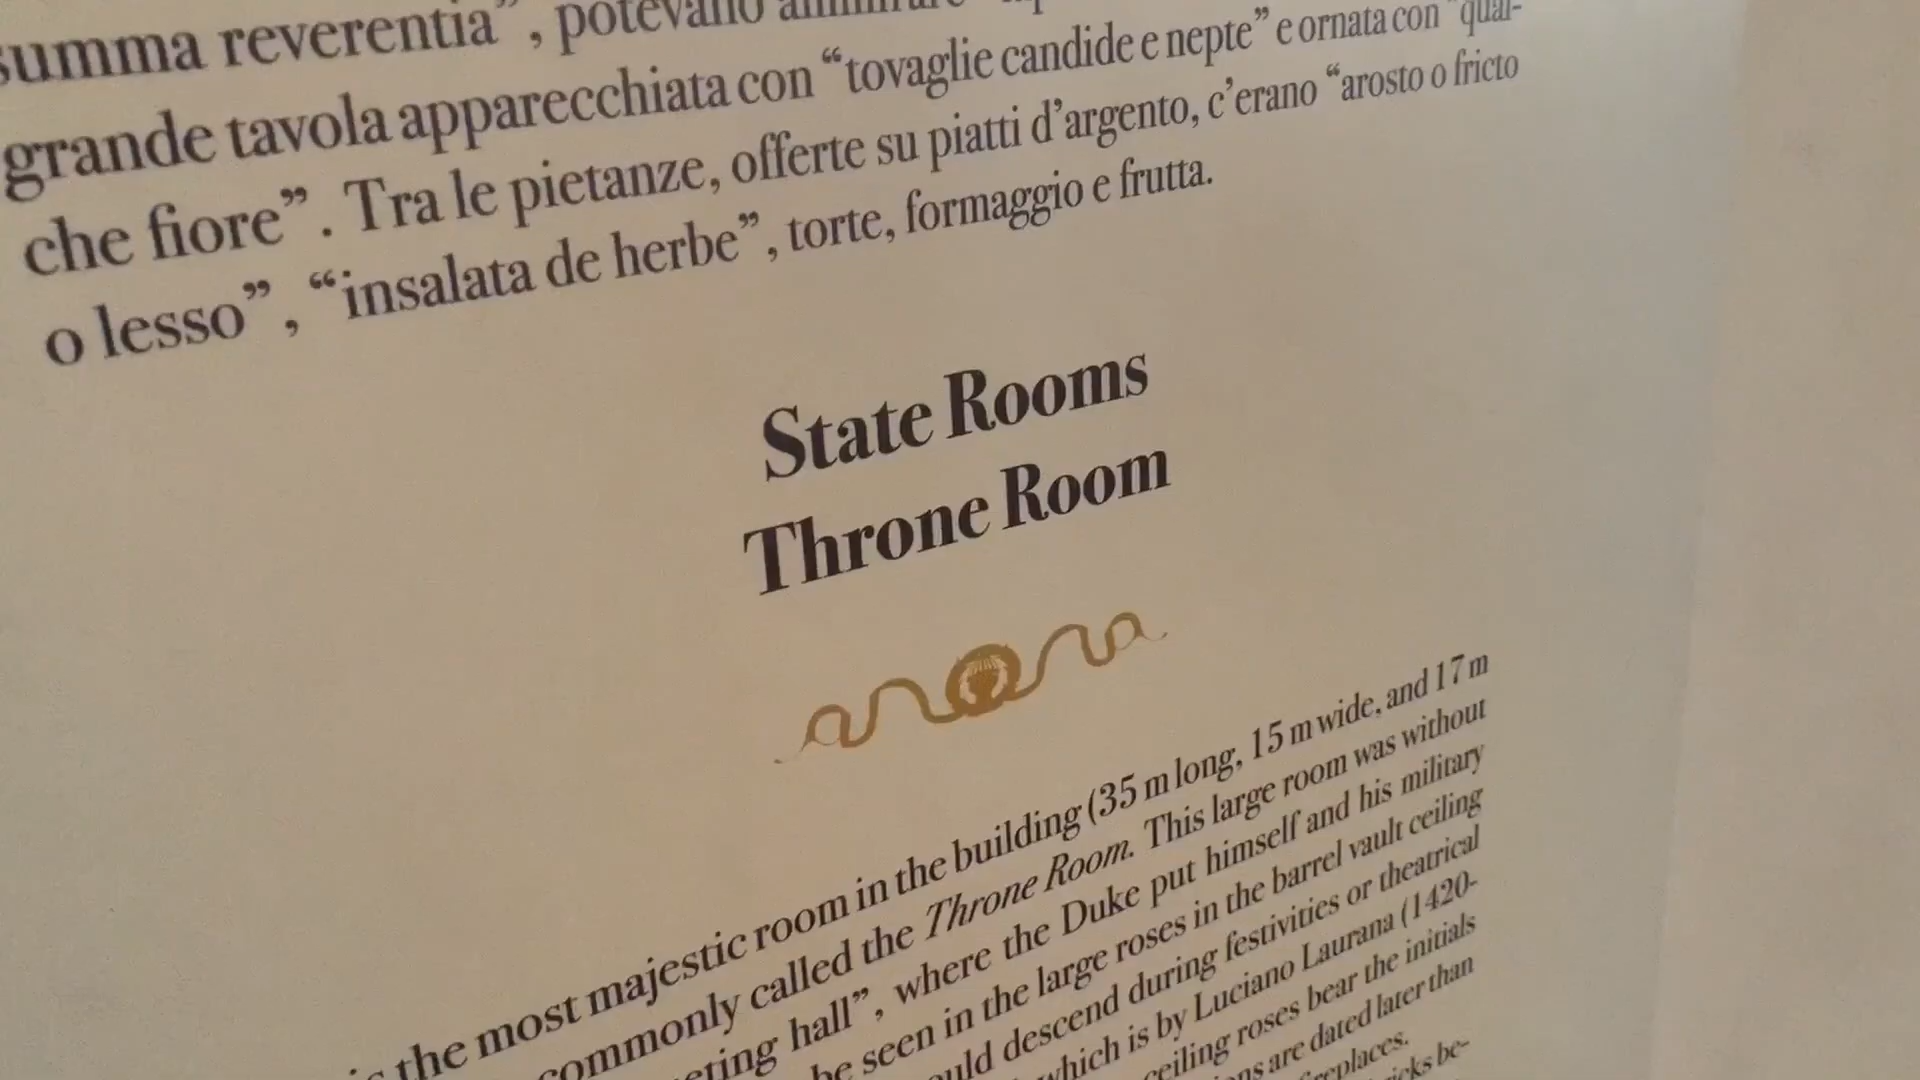 summa reverentia", potevano
grande tavola apparecchiata con “tovaglie candide e nepte” e ornata con “qual-
che fiore”. Tra le pietanze, offerte su piatti d’argento, c’erano “arosto o fricto
o lesso”, “insalata de herbe”, torte, formaggio e frutta.
State Rooms
Throne Room
the most majestic room in the building (35 m long, 15 m wide, and 17 m
commonly called the Throne Room. This large room was without
hall”, where the Duke put himself and his military
be seen in the large roses in the barrel vault ceiling
descend during festivities or theatrical
which is by Luciano Laurana (1420-
ceiling roses bear the initials
are dated later than